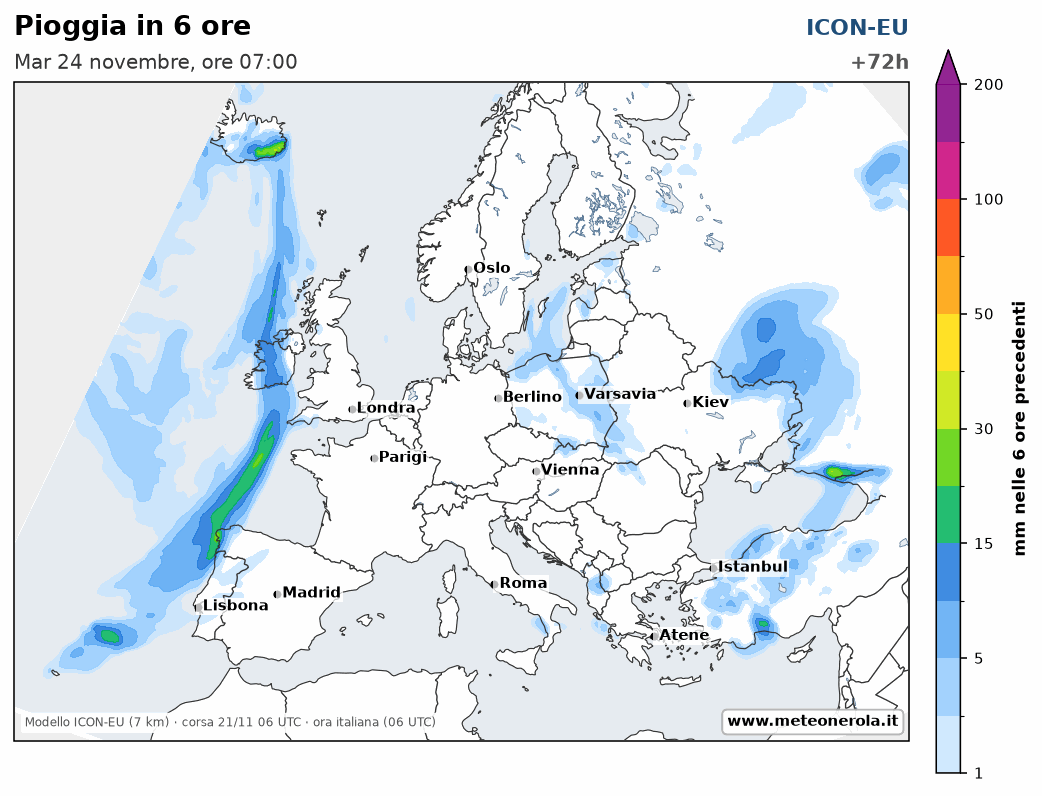 Pioggia in 6 ore
ICON-EU
Mar 24 novembre, ore 07:00
+72h
200
100
50
30
15
5
1
mm nelle 6 ore precedenti
Oslo
Berlino
Varsavia
Kiev
Londra
Parigi
Vienna
Istanbul
Roma
Madrid
Lisbona
Atene
Modello ICON-EU (7 km) · corsa 21/11 06 UTC · ora italiana (06 UTC)
www.meteonerola.it